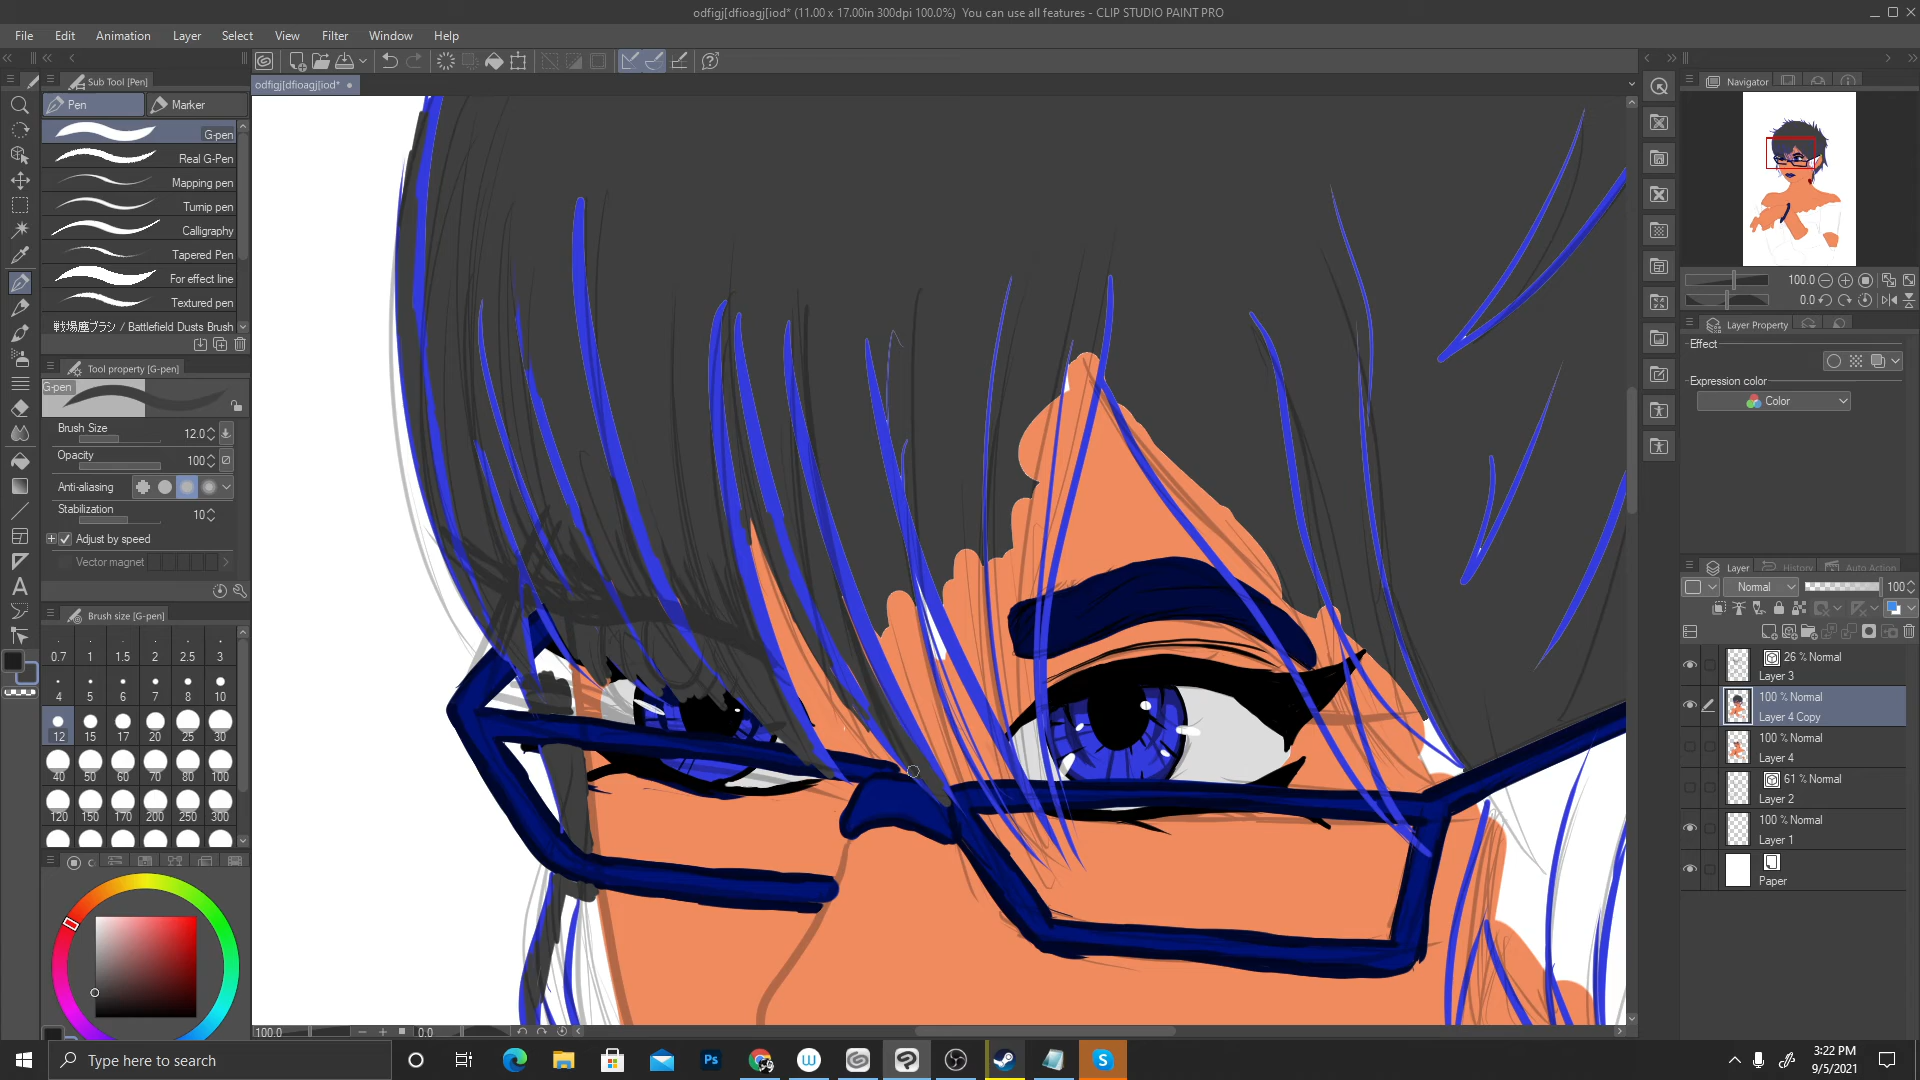 odfigj[dfioagj[iod* (11.00 x 17.00in 300dpi 100.0%)  You can use all features - CLIP STUDIO PAINT PRO
File Edit Animation Layer Select View Filter Window Help
Sub Tool [Pen]
odfigj[dfioagj[iod*
Navigator
Pen Marker
G-pen
Real G-Pen
Mapping pen
Turnip pen
Calligraphy
Tapered Pen
For effect line
Textured pen
戦場塵ブラシ / Battlefield Dusts Brush
Tool property [G-pen]
G-pen
Brush Size 12.0
Opacity 100
Anti-aliasing
Stabilization 10
Adjust by speed
Vector magnet
Brush size [G-pen]
0.7 1 1.5 2 2.5 3
4 5 6 7 8 10
12 15 17 20 25 30
40 50 60 70 80 100
120 150 170 200 250 300
100.0
0.0
Layer Property
Effect
Expression color
Color
Layer History Auto Action
Normal 100
26 % Normal
Layer 3
100 % Normal
Layer 4 Copy
100 % Normal
Layer 4
61 % Normal
Layer 2
100 % Normal
Layer 1
Paper
100.0 0.0
Type here to search
3:22 PM
9/5/2021